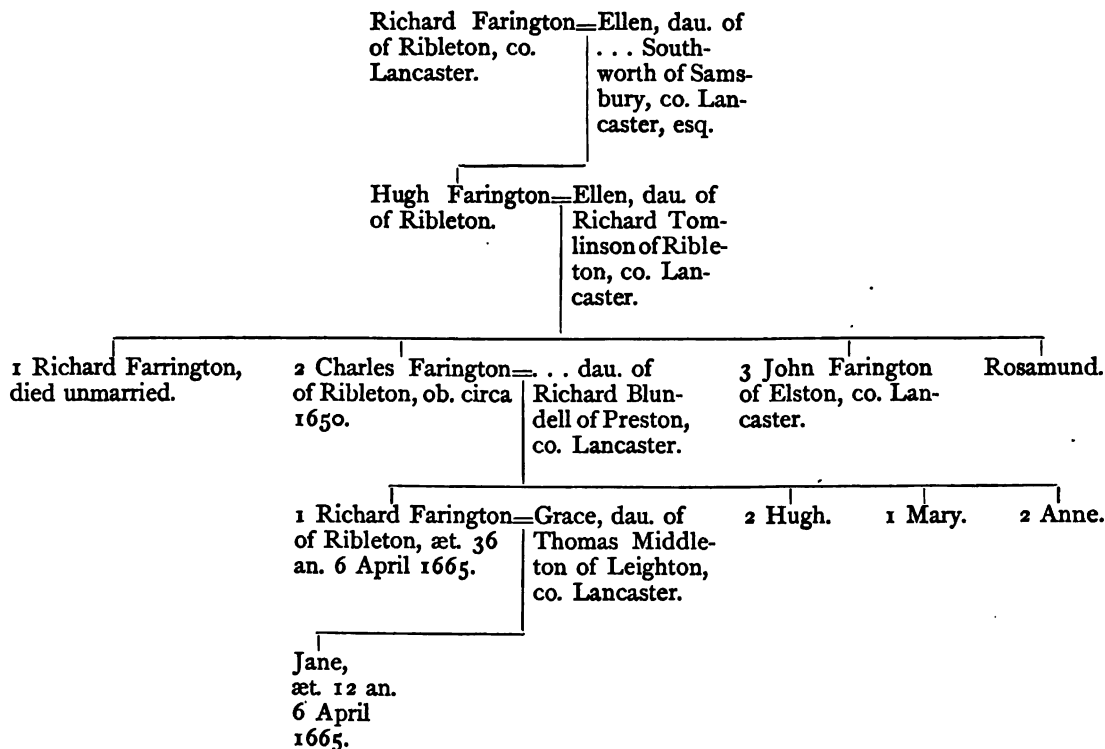 Richard Farington=Ellen, dau. of
of Ribleton, co.
Lancaster.
. . . South-
worth of Sams-
bury, co. Lan-
caster, esq.
Hugh Farington=Ellen, dau. of
of Ribleton.
Richard Tom-
linson of Rible-
ton, co. Lan-
caster.
1 Richard Farrington,
died unmarried.
2 Charles Farington=. . . dau. of
of Ribleton, ob. circa
1650.
Richard Blun-
dell of Preston,
co. Lancaster.
3 John Farington
of Elston, co. Lan-
caster.
Rosamund.
1 Richard Farington=Grace, dau. of
of Ribleton, æt. 36
an. 6 April 1665.
Thomas Middle-
ton of Leighton,
co. Lancaster.
2 Hugh.
1 Mary.
2 Anne.
Jane,
æt. 12 an.
6 April
1665.